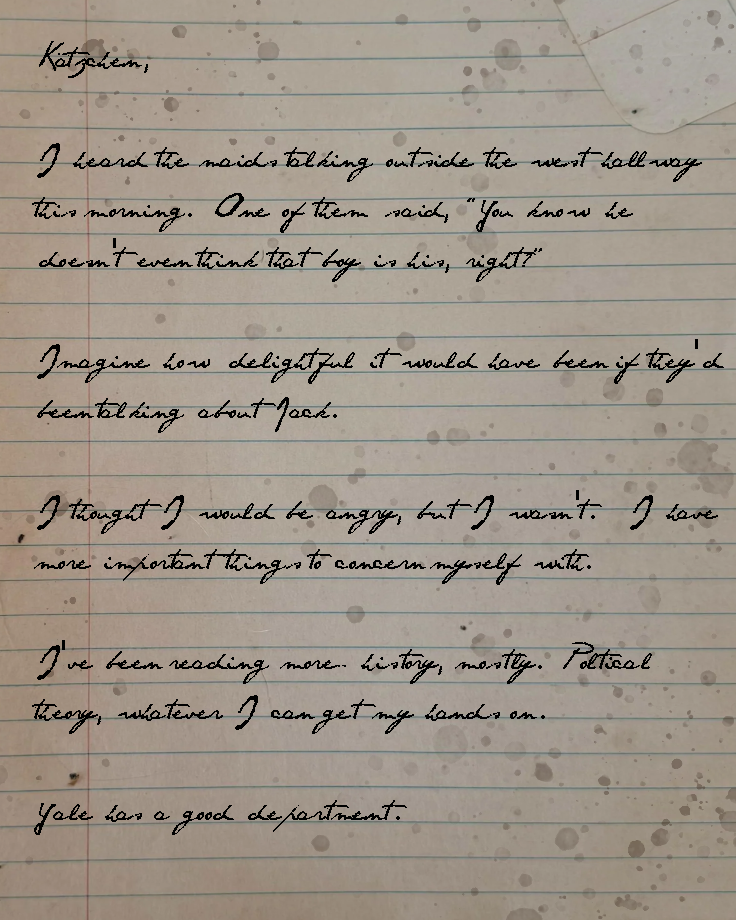 Kätzchem,
I heard the maids talking outside the west hallway
this morning. One of them said, "You know he
doesn't even think that boy is his, right?"
Imagine how delightful it would have been if they'd
been talking about Jack.
I thought I would be angry, but I wasn't. I have
more important things to concern myself with.
I've been reading more-- history, mostly. Poltical
theory, whatever I can get my hands on.
Yale has a good department.